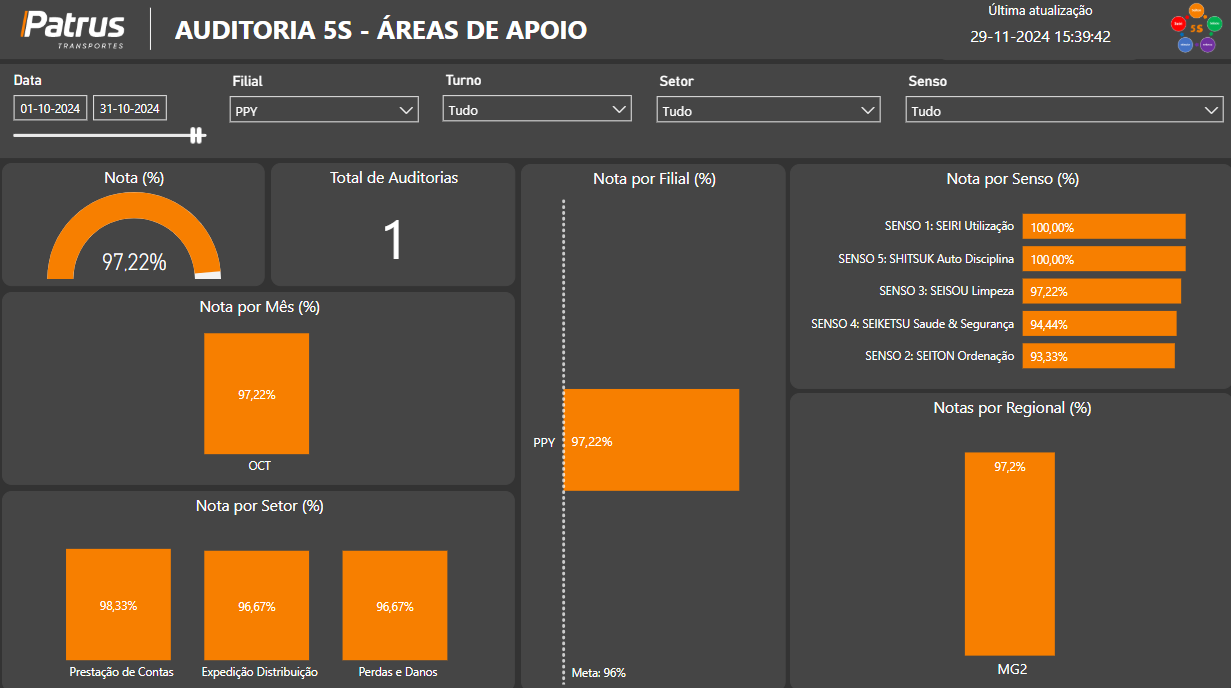 Patrus
TRANSPORTES
AUDITORIA 5S - ÁREAS DE APOIO
Última atualização
29-11-2024 15:39:42
5S
Data
01-10-2024
31-10-2024
Filial
PPY
Turno
Tudo
Setor
Tudo
Senso
Tudo
Nota (%)
97,22%
Total de Auditorias
1
Nota por Mês (%)
97,22%
OCT
Nota por Setor (%)
98,33%
96,67%
96,67%
Prestação de Contas
Expedição Distribuição
Perdas e Danos
Nota por Filial (%)
PPY
97,22%
Meta: 96%
Nota por Senso (%)
SENSO 1: SEIRI Utilização 100,00%
SENSO 5: SHITSUK Auto Disciplina 100,00%
SENSO 3: SEISOU Limpeza 97,22%
SENSO 4: SEIKETSU Saude & Segurança 94,44%
SENSO 2: SEITON Ordenação 93,33%
Notas por Regional (%)
97,2%
MG2